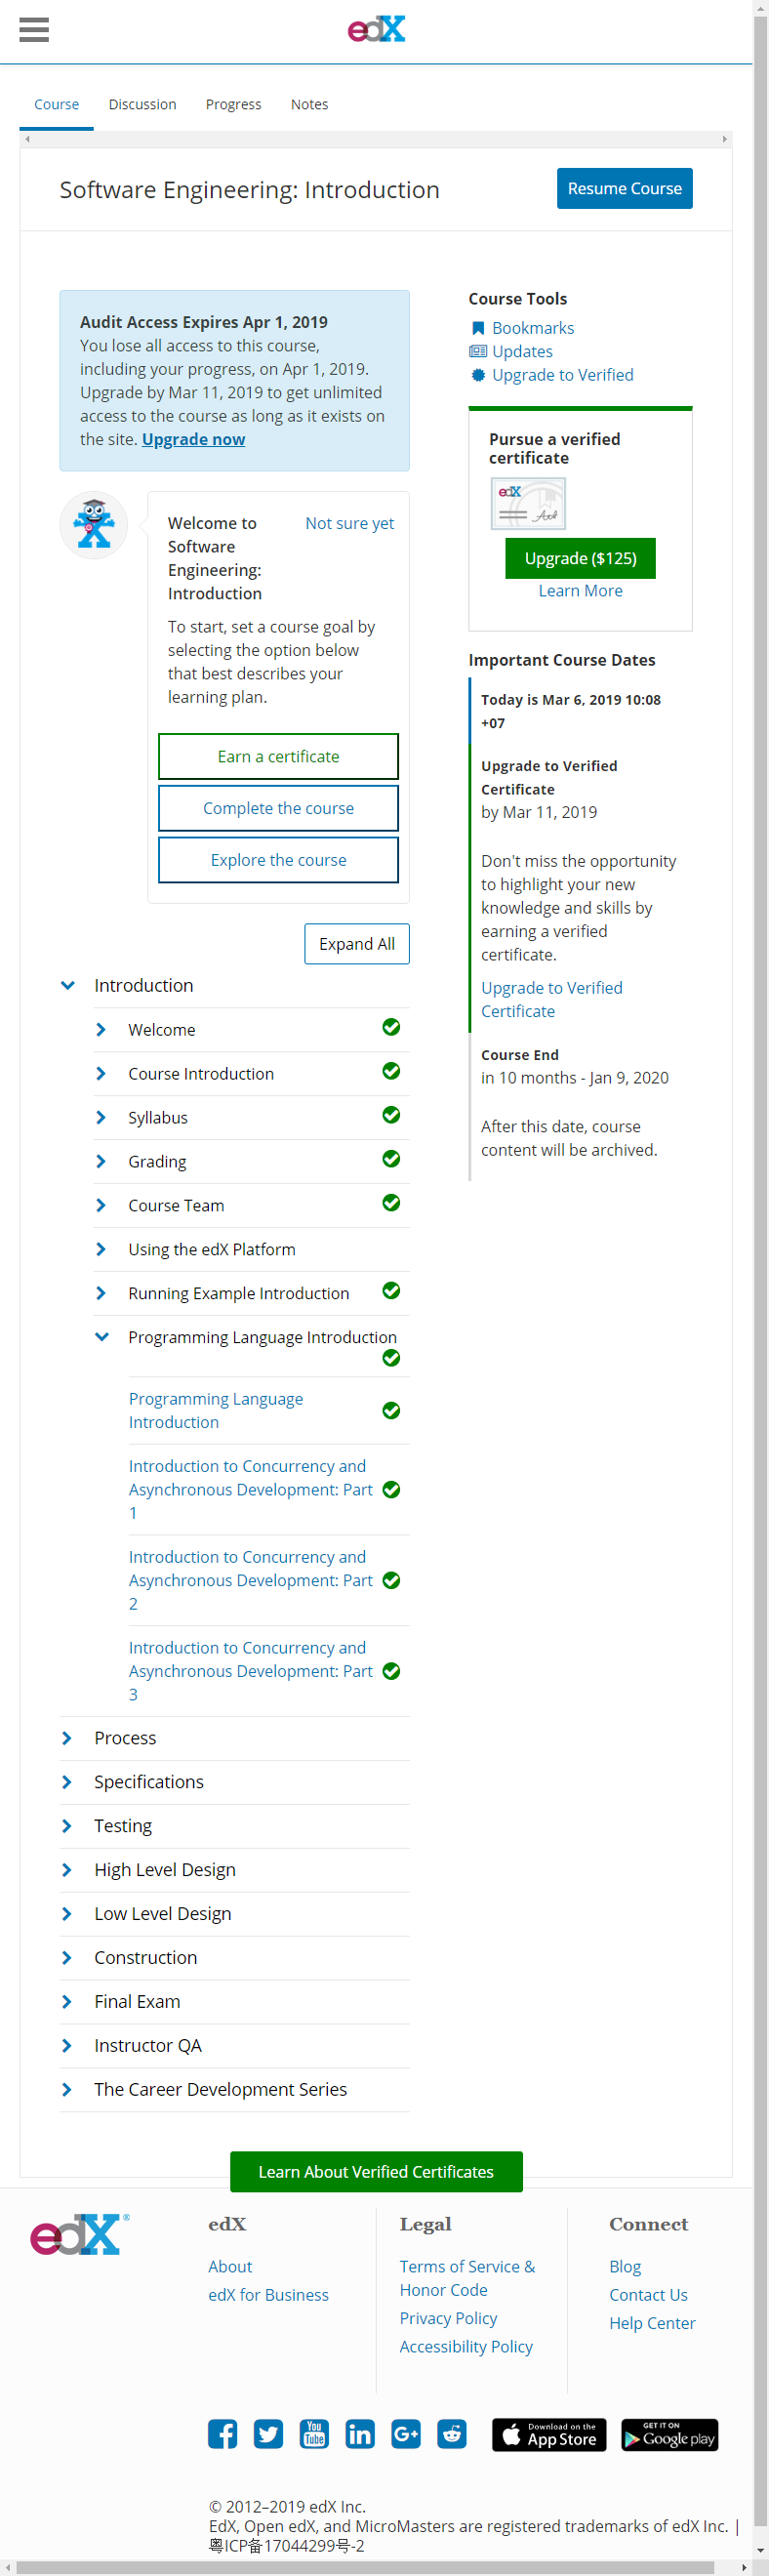 edX
Course
Discussion
Progress
Notes
Software Engineering: Introduction
Resume Course
Audit Access Expires Apr 1, 2019
You lose all access to this course,
including your progress, on Apr 1, 2019.
Upgrade by Mar 11, 2019 to get unlimited
access to the course as long as it exists on
the site. Upgrade now
Welcome to
Software
Engineering:
Introduction
Not sure yet
To start, set a course goal by
selecting the option below
that best describes your
learning plan.
Earn a certificate
Complete the course
Explore the course
Expand All
Introduction
Welcome
Course Introduction
Syllabus
Grading
Course Team
Using the edX Platform
Running Example Introduction
Programming Language Introduction
Programming Language
Introduction
Introduction to Concurrency and
Asynchronous Development: Part
1
Introduction to Concurrency and
Asynchronous Development: Part
2
Introduction to Concurrency and
Asynchronous Development: Part
3
Process
Specifications
Testing
High Level Design
Low Level Design
Construction
Final Exam
Instructor QA
The Career Development Series
Course Tools
Bookmarks
Updates
Upgrade to Verified
Pursue a verified
certificate
edX
Upgrade ($125)
Learn More
Important Course Dates
Today is Mar 6, 2019 10:08
+07
Upgrade to Verified
Certificate
by Mar 11, 2019
Don't miss the opportunity
to highlight your new
knowledge and skills by
earning a verified
certificate.
Upgrade to Verified
Certificate
Course End
in 10 months - Jan 9, 2020
After this date, course
content will be archived.
Learn About Verified Certificates
edX®
edX
About
edX for Business
Legal
Terms of Service &
Honor Code
Privacy Policy
Accessibility Policy
Connect
Blog
Contact Us
Help Center
You
Tube
in
G+
Download on the
App Store
GET IT ON
Google play
© 2012–2019 edX Inc.
EdX, Open edX, and MicroMasters are registered trademarks of edX Inc. |
粤ICP备17044299号-2